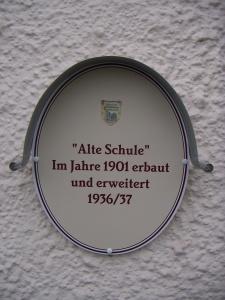 "Alte Schule"
Im Jahre 1901 erbaut
und erweitert
1936/37